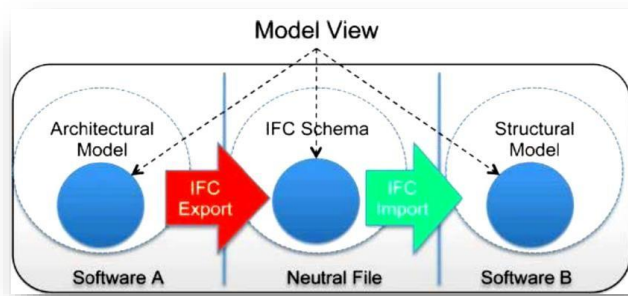 Model View
Architectural
Model
IFC Schema
Structural
Model
IFC
Export
IFC
Import
Software A
Neutral File
Software B